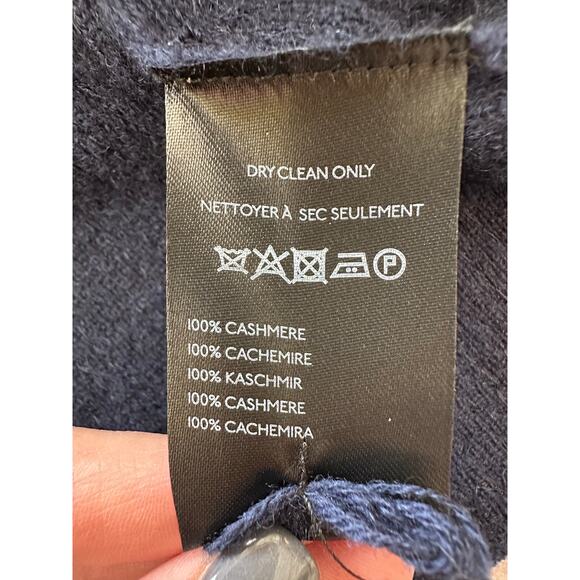 DRY CLEAN ONLY
NETTOYER À SEC SEULEMENT
P
100% CASHMERE
100% CACHEMIRE
100% KASCHMIR
100% CASHMERE
100% CACHEMIRA